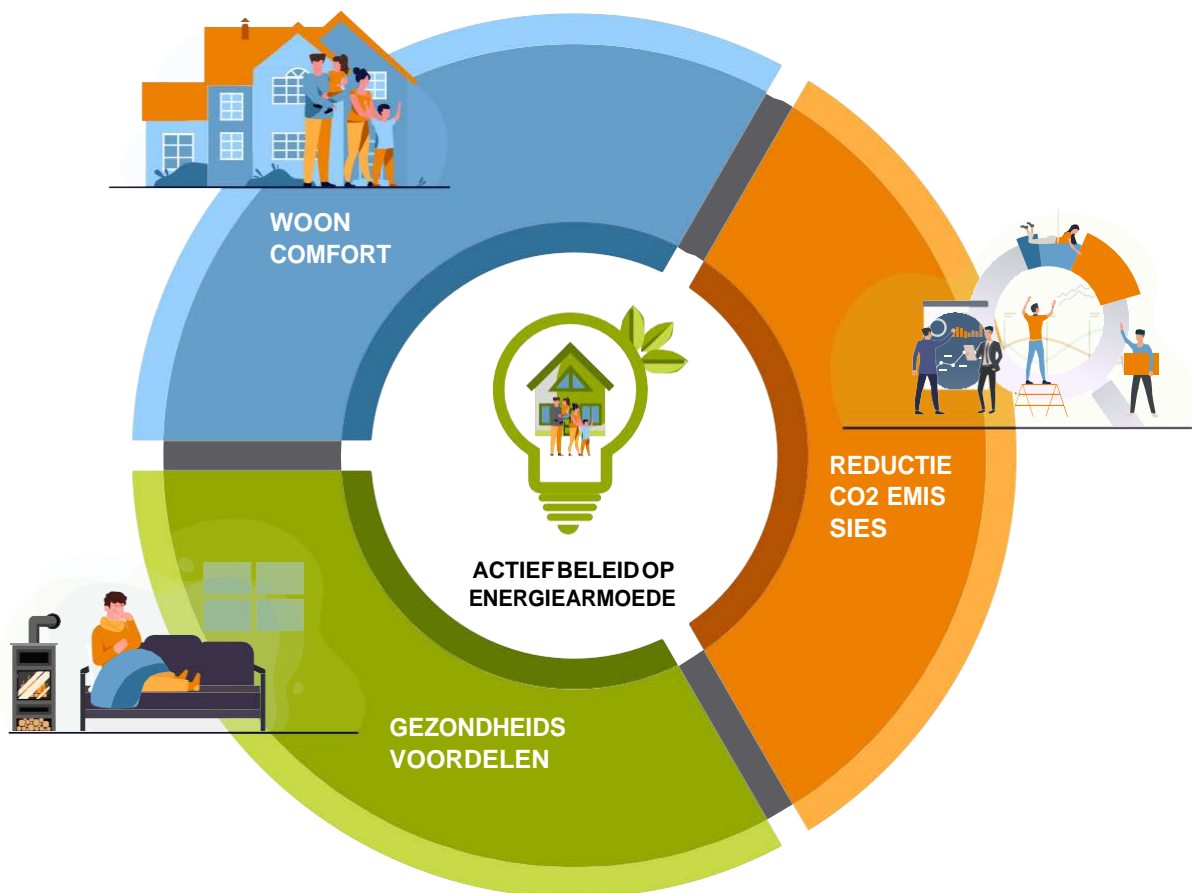 WOON
COMFORT
REDUCTIE
CO2 EMIS
SIES
ACTIEF BELEID OP
ENERGIEARMOEDE
GEZONDHEIDS
VOORDELEN